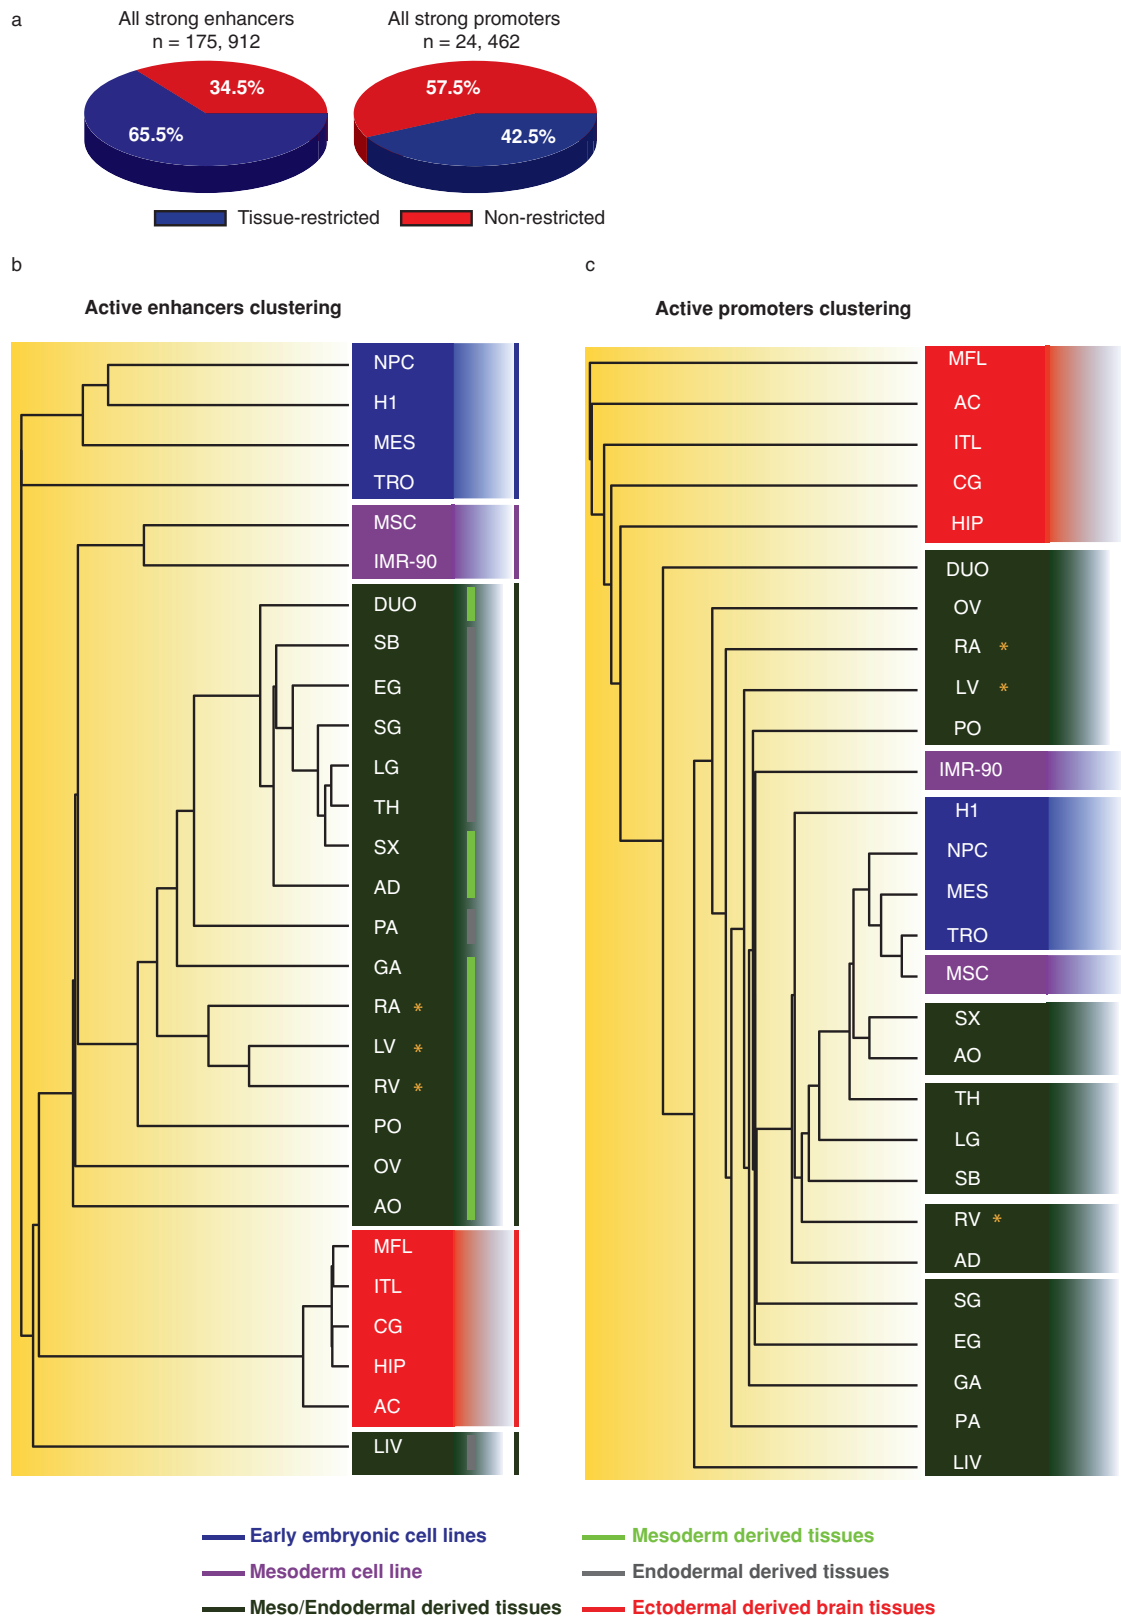 a
All strong enhancers
n = 175, 912
All strong promoters
n = 24, 462
34.5%
65.5%
57.5%
42.5%
Tissue-restricted
Non-restricted
b
Active enhancers clustering
NPC
H1
MES
TRO
MSC
IMR-90
DUO
SB
EG
SG
LG
TH
SX
AD
PA
GA
RA *
LV *
RV *
PO
OV
AO
MFL
ITL
CG
HIP
AC
LIV
c
Active promoters clustering
MFL
AC
ITL
CG
HIP
DUO
OV
RA *
LV *
PO
IMR-90
H1
NPC
MES
TRO
MSC
SX
AO
TH
LG
SB
RV *
AD
SG
EG
GA
PA
LIV
Early embryonic cell lines
Mesoderm cell line
Meso/Endodermal derived tissues
Mesoderm derived tissues
Endodermal derived tissues
Ectodermal derived brain tissues